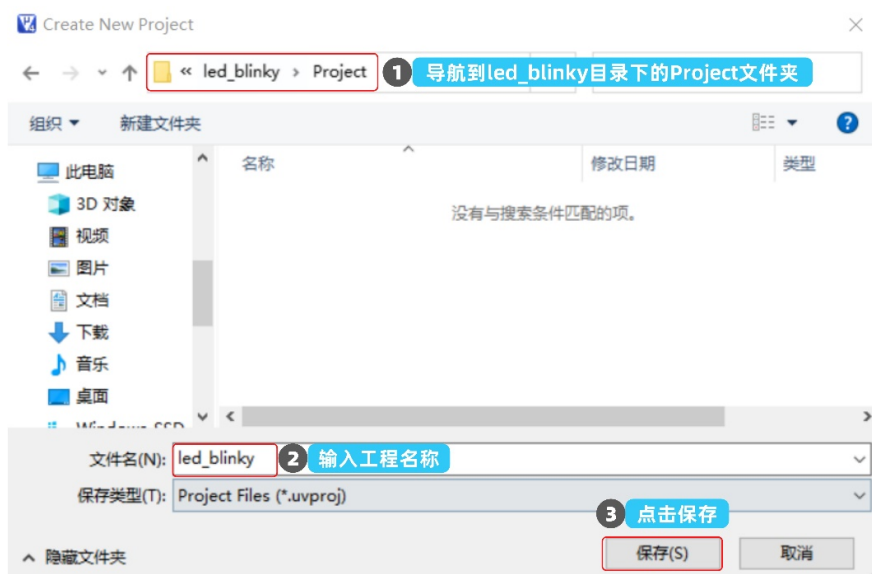 Create New Project
« led_blinky › Project
1 导航到led_blinky目录下的Project文件夹
组织 新建文件夹
名称 修改日期 类型
此电脑
没有与搜索条件匹配的项。
3D 对象
视频
图片
文档
下载
音乐
桌面
Windows SSD
文件名(N): led_blinky 2 输入工程名称
保存类型(T): Project Files (*.uvproj)
3 点击保存
隐藏文件夹 保存(S) 取消